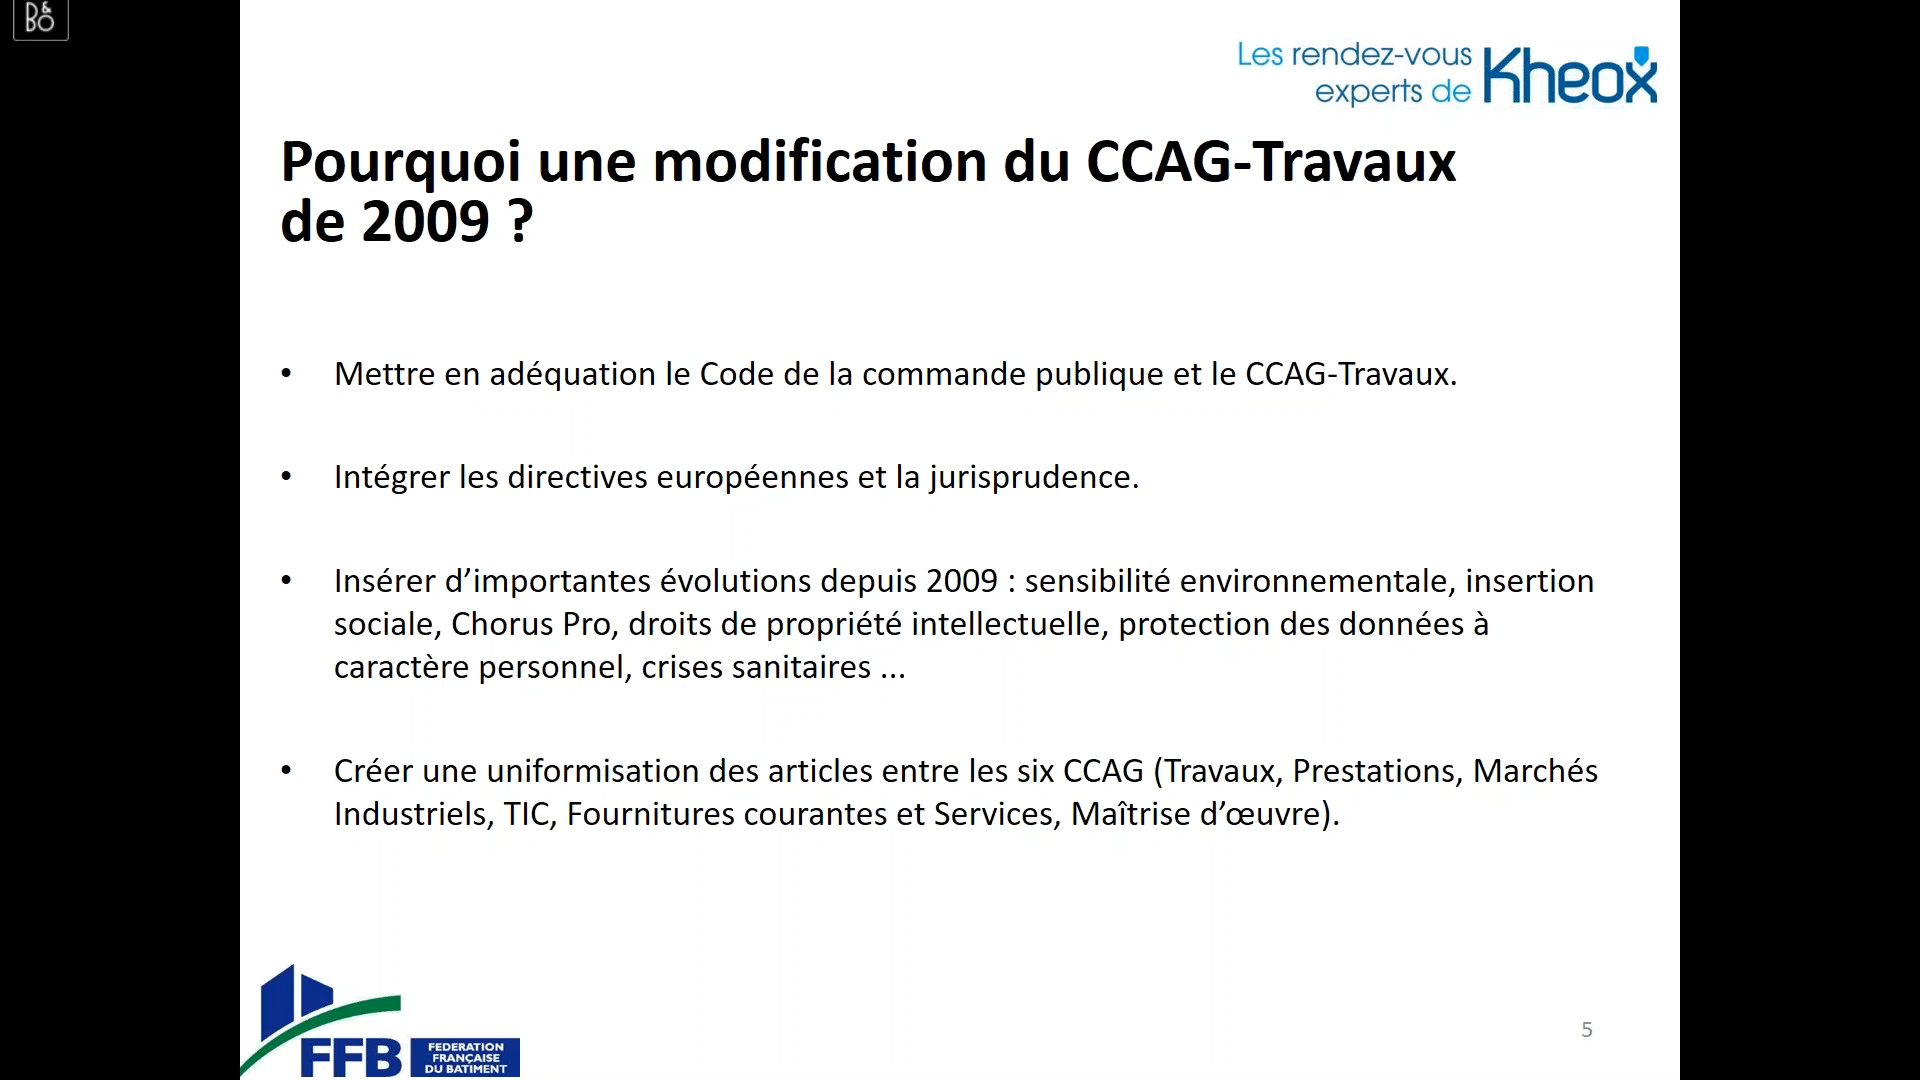 B&O
Les rendez-vous
experts de Kheox
Pourquoi une modification du CCAG-Travaux
de 2009 ?
• Mettre en adéquation le Code de la commande publique et le CCAG-Travaux.
• Intégrer les directives européennes et la jurisprudence.
• Insérer d’importantes évolutions depuis 2009 : sensibilité environnementale, insertion
sociale, Chorus Pro, droits de propriété intellectuelle, protection des données à
caractère personnel, crises sanitaires ...
• Créer une uniformisation des articles entre les six CCAG (Travaux, Prestations, Marchés
Industriels, TIC, Fournitures courantes et Services, Maîtrise d’œuvre).
FFB
FEDERATION
FRANÇAISE
DU BATIMENT
5